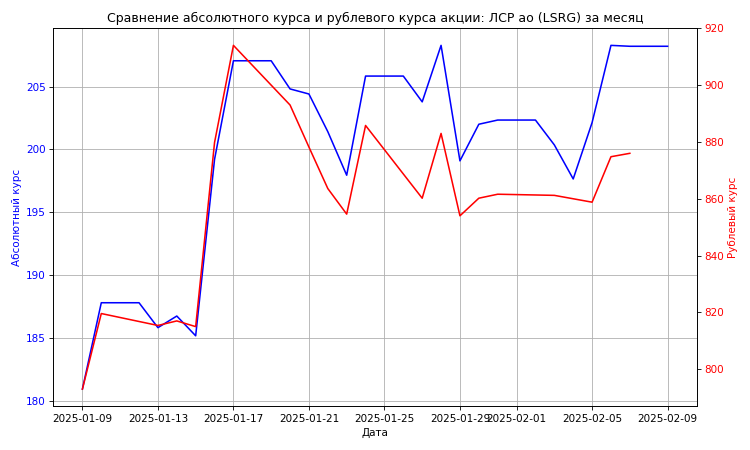 Сравнение абсолютного курса и рублевого курса акции: ЛСР ао (LSRG) за месяц
Абсолютный курс
205
200
195
190
185
180
920
900
880
860
840
820
800
Рублевый курс
2025-01-09 2025-01-13 2025-01-17 2025-01-21 2025-01-25 2025-01-29 2025-02-01 2025-02-05 2025-02-09
Дата